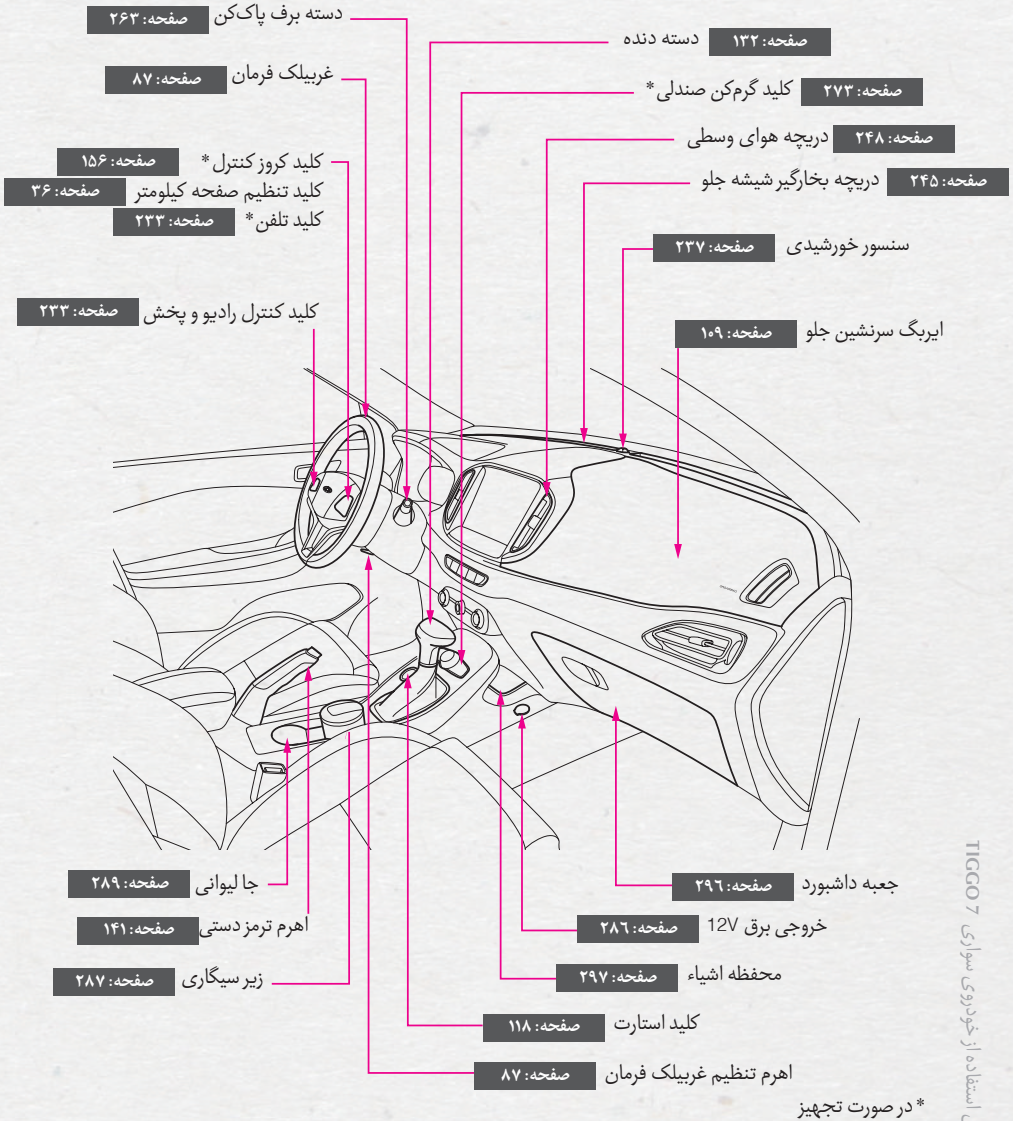 دسته برف پاک‌کن صفحه: ۲۶۳
غربیلک فرمان صفحه: ۸۷
کلید کروز کنترل* صفحه: ۱۵۶
کلید تنظیم صفحه کیلومتر صفحه: ۳۶
کلید تلفن* صفحه: ۲۳۳
کلید کنترل رادیو و پخش صفحه: ۲۳۳
صفحه: ۱۳۲ دسته دنده
صفحه: ۲۷۳ کلید گرم‌کن صندلی*
صفحه: ۲۴۸ دریچه هوای وسطی
صفحه: ۲۴۵ دریچه بخارگیر شیشه جلو
سنسور خورشیدی صفحه: ۲۳۷
ایربگ سرنشین جلو صفحه: ۱۰۹
جا لیوانی صفحه: ۲۸۹
اهرم ترمز دستی صفحه: ۱۴۱
زیر سیگاری صفحه: ۲۸۷
جعبه داشبورد صفحه: ۲۹٦
خروجی برق 12V صفحه: ۲۸٦
محفظه اشیاء صفحه: ۲۹۷
کلید استارت صفحه: ۱۱۸
اهرم تنظیم غربیلک فرمان صفحه: ۸۷
* در صورت تجهیز
استفاده از خودروی سواری TIGGO 7